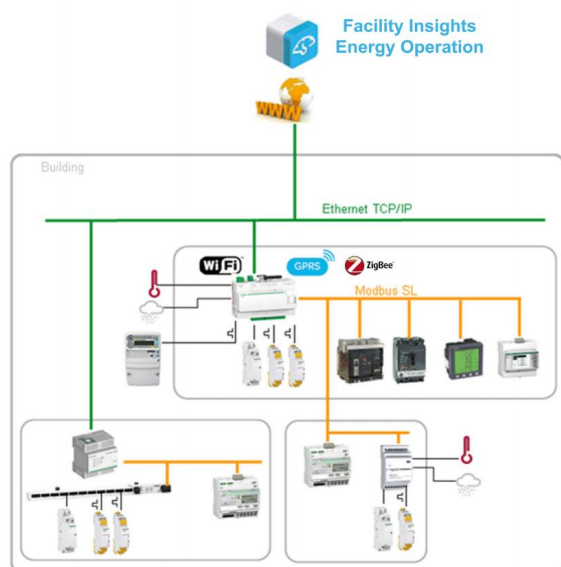 Facility Insights
Energy Operation
WWW
Building
Ethernet TCP/IP
WiFi
GPRS
ZigBee
Modbus SL